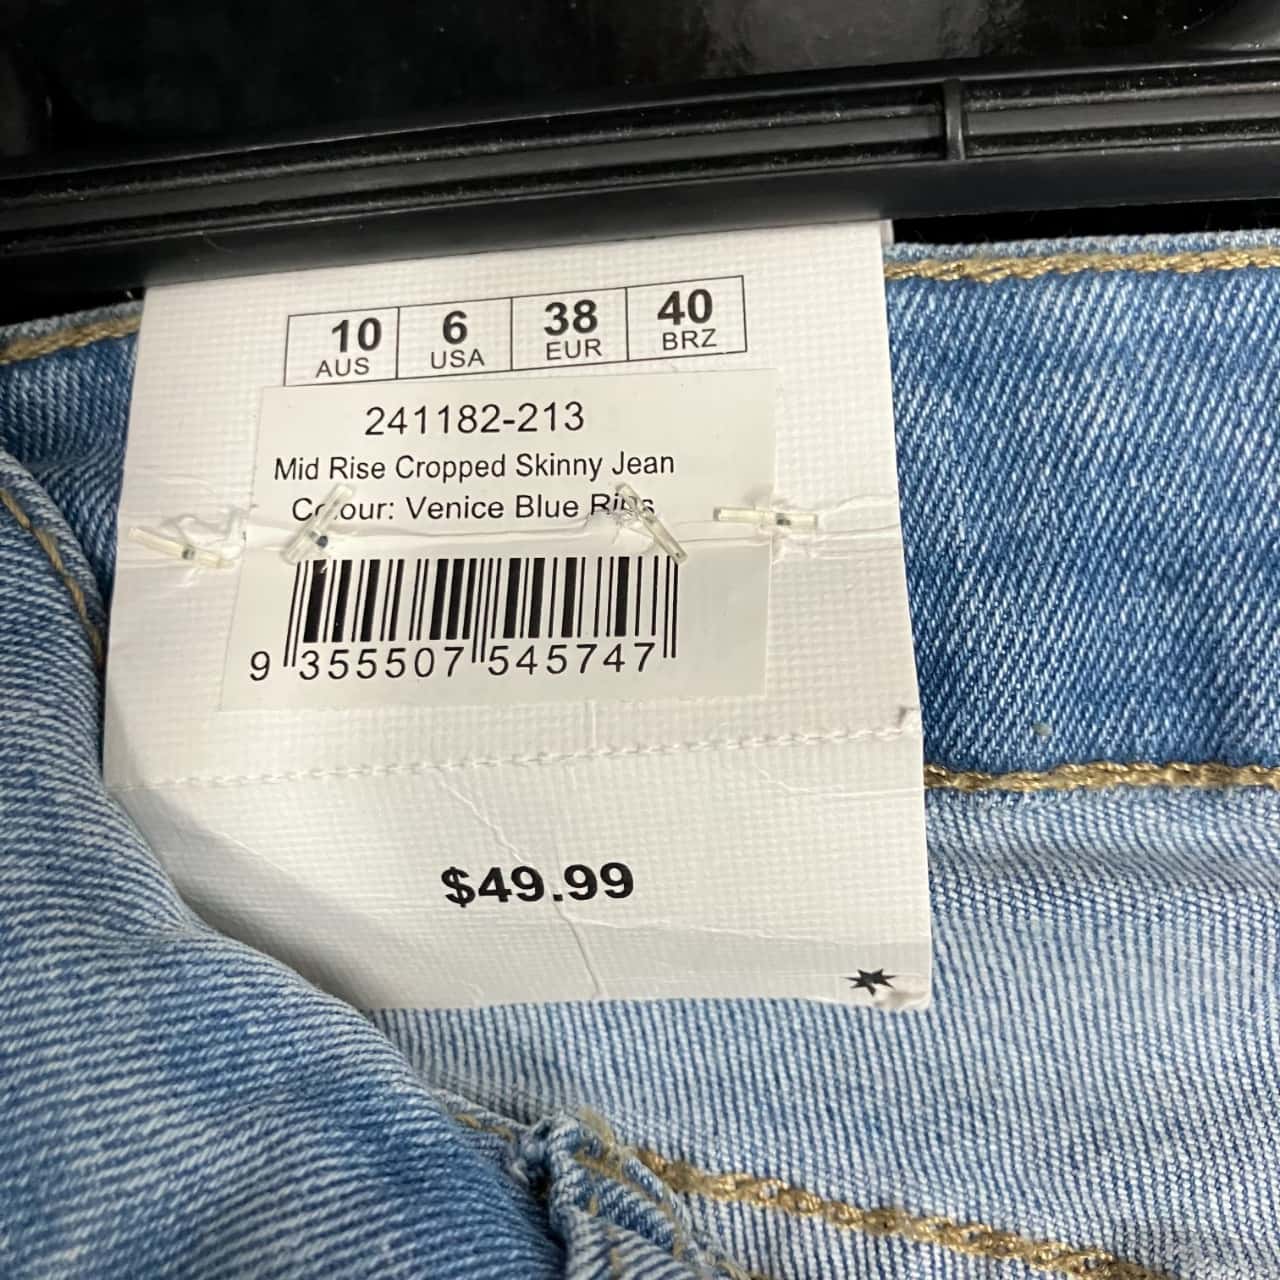 10 6 38 40
AUS USA EUR BRZ
241182-213
Mid Rise Cropped Skinny Jean
Colour: Venice Blue Rips
9 355507 545747
$49.99